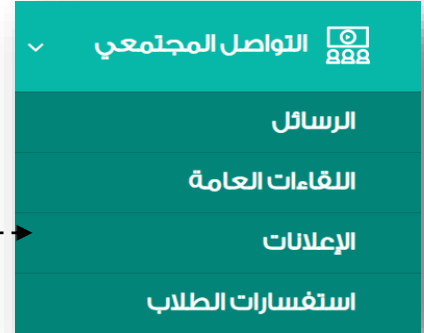 التواصل المجتمعي
الرسائل
اللقاءات العامة
الإعلانات
استفسارات الطلاب